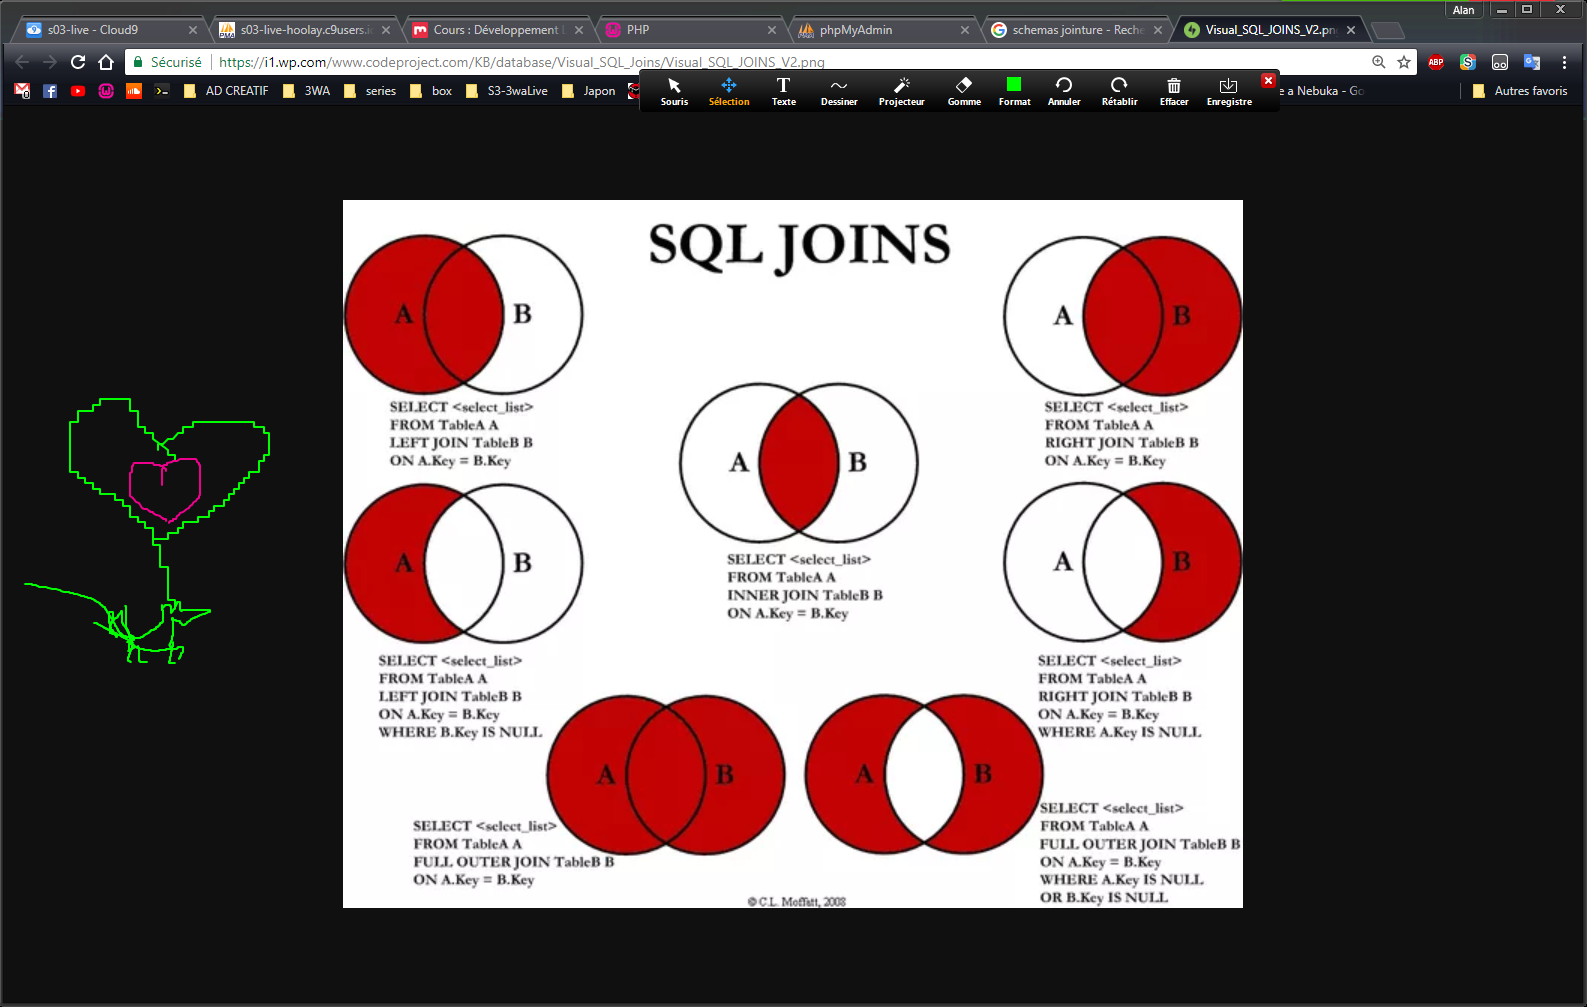 Alan
s03-live - Cloud9
s03-live-hoolay.c9users.i
Cours : Développement
PHP
phpMyAdmin
schemas jointure - Reche
Visual_SQL_JOINS_V2.pn
Sécurisé
https://i1.wp.com/www.codeproject.com/KB/database/Visual_SQL_Joins/Visual_SQL_JOINS_V2.png
ABP
AD CREATIF
3WA
series
box
S3-3waLive
Japon
e a Nebuka - Go
Autres favoris
Souris
Sélection
Texte
Dessiner
Projecteur
Gomme
Format
Annuler
Rétablir
Effacer
Enregistre
SQL JOINS
A B
SELECT <select_list>
FROM TableA A
LEFT JOIN TableB B
ON A.Key = B.Key
A B
SELECT <select_list>
FROM TableA A
RIGHT JOIN TableB B
ON A.Key = B.Key
A B
SELECT <select_list>
FROM TableA A
INNER JOIN TableB B
ON A.Key = B.Key
A B
SELECT <select_list>
FROM TableA A
LEFT JOIN TableB B
ON A.Key = B.Key
WHERE B.Key IS NULL
A B
SELECT <select_list>
FROM TableA A
RIGHT JOIN TableB B
ON A.Key = B.Key
WHERE A.Key IS NULL
A B
SELECT <select_list>
FROM TableA A
FULL OUTER JOIN TableB B
ON A.Key = B.Key
A B
SELECT <select_list>
FROM TableA A
FULL OUTER JOIN TableB B
ON A.Key = B.Key
WHERE A.Key IS NULL
OR B.Key IS NULL
© C.L. Moffatt, 2008